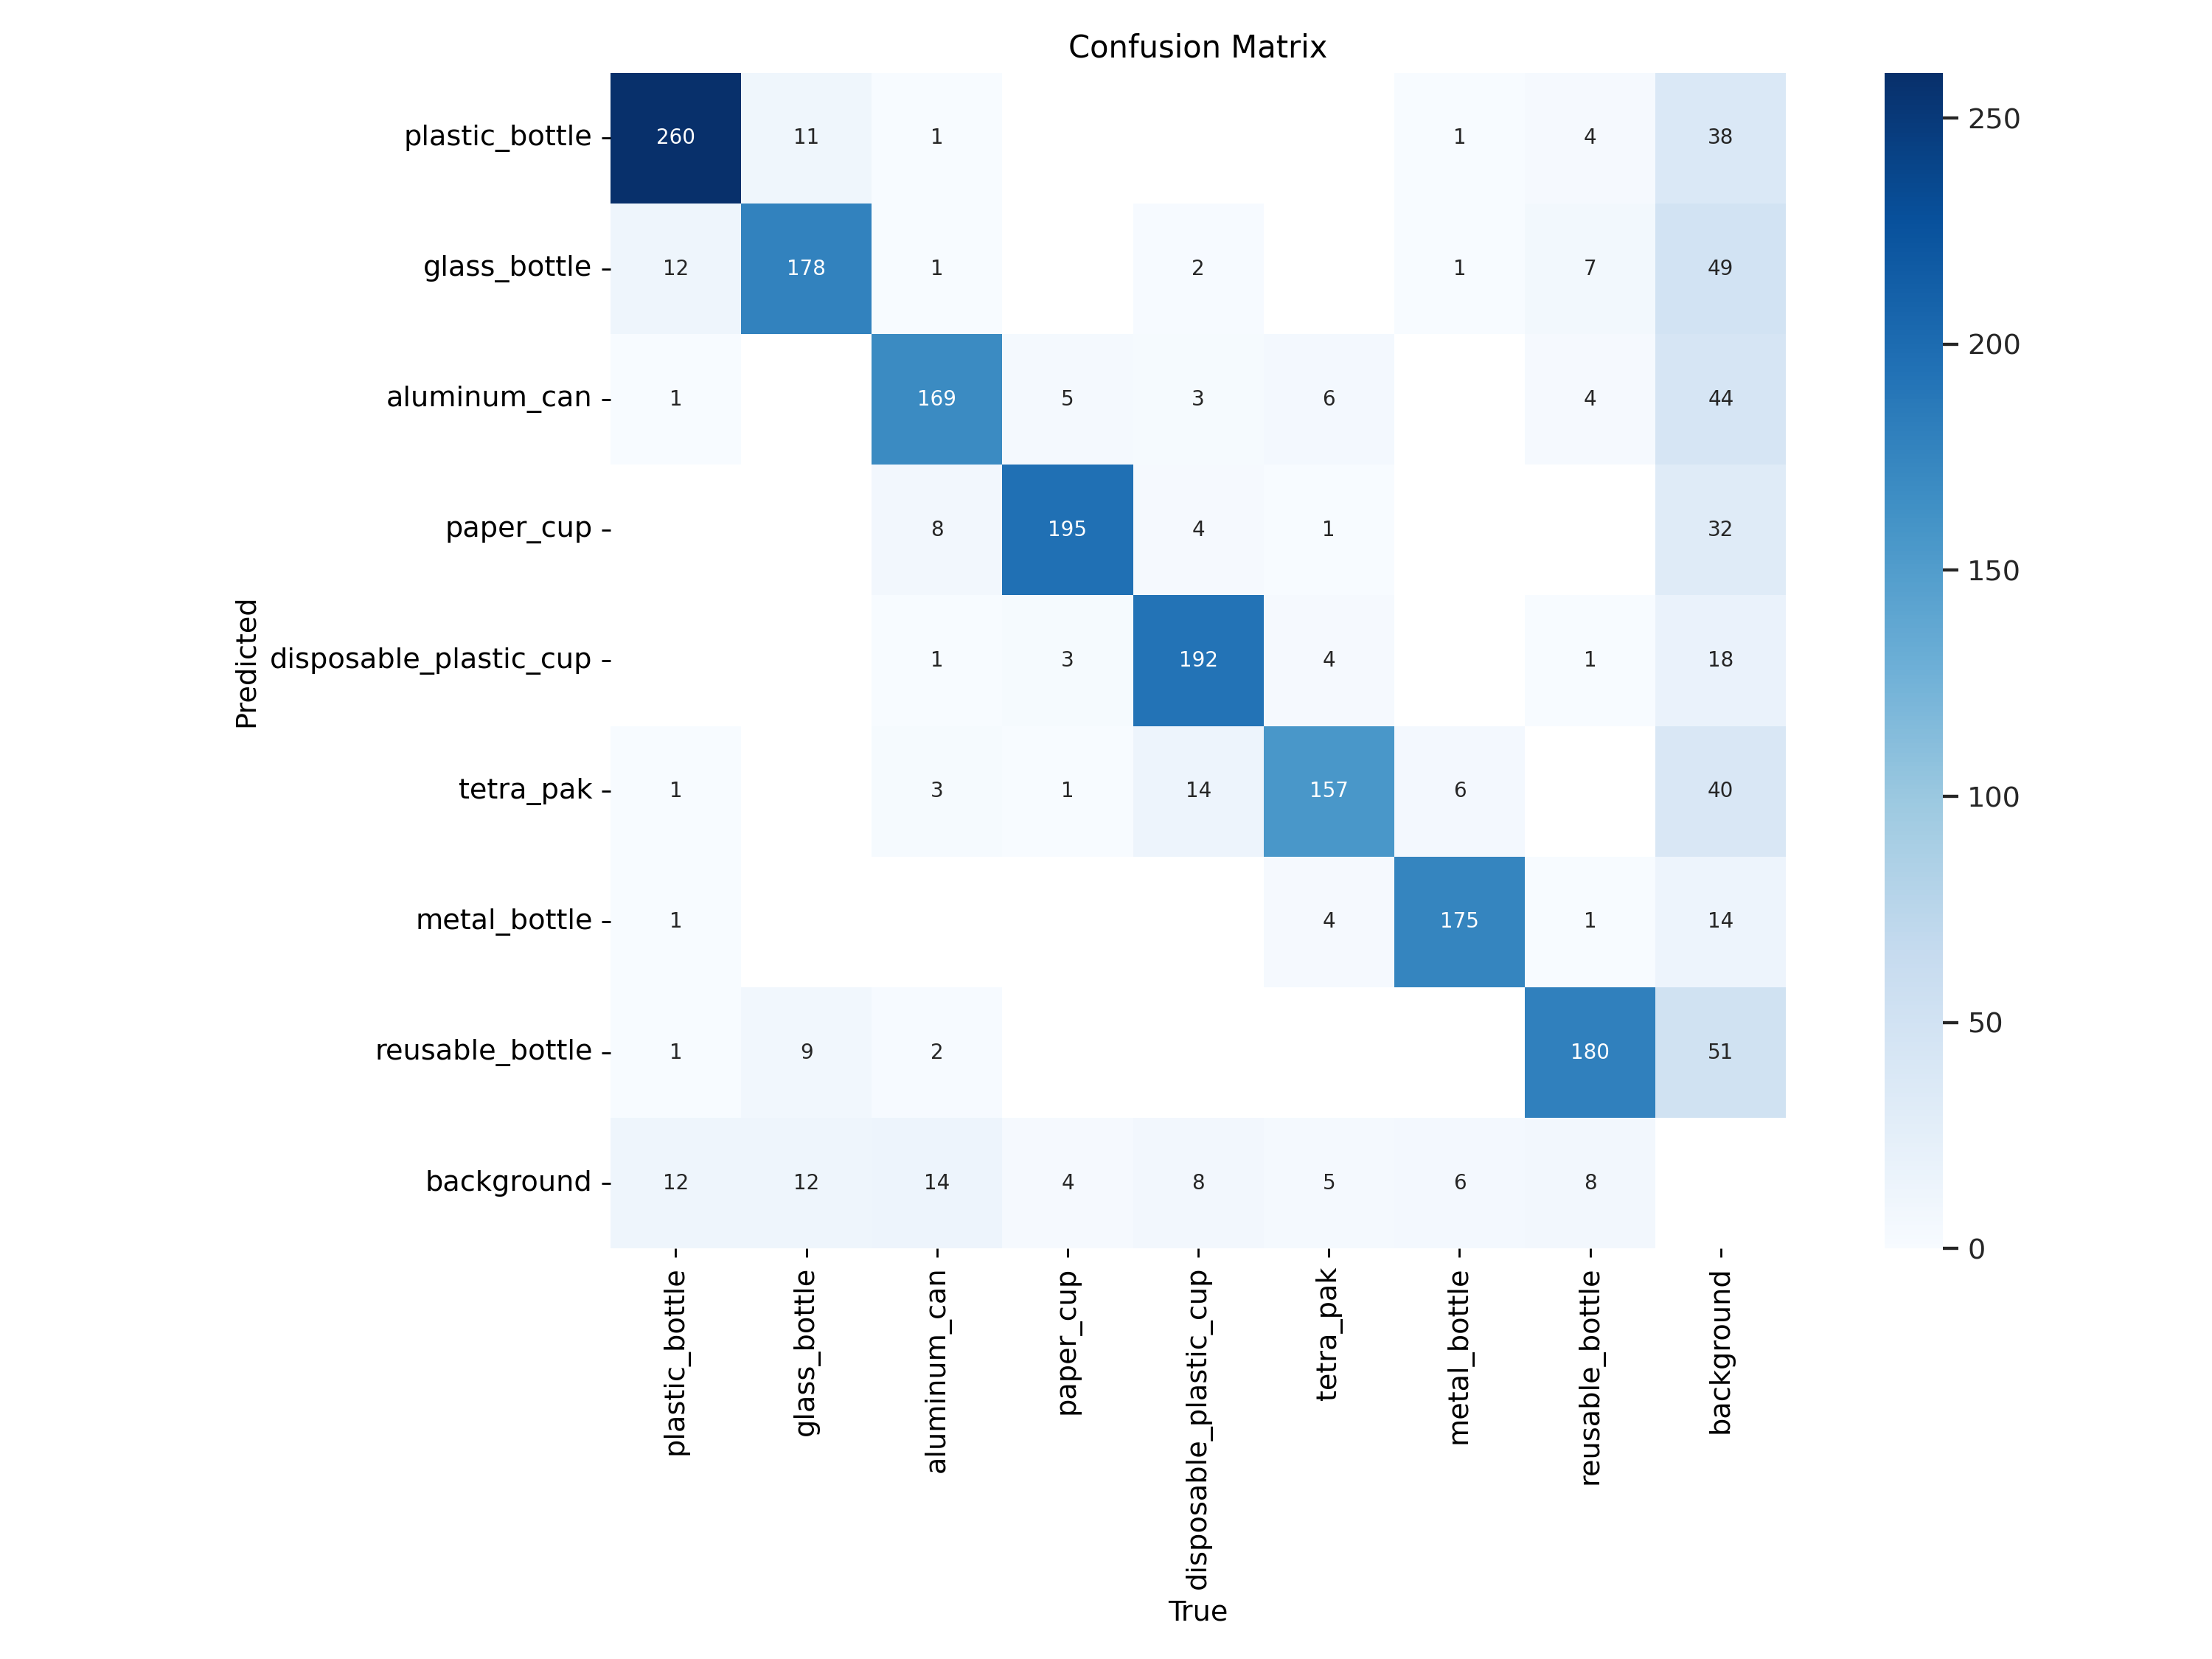 Confusion Matrix
plastic_bottle 260 11 1 1 4 38
glass_bottle 12 178 1 2 1 7 49
aluminum_can 1 169 5 3 6 4 44
paper_cup 8 195 4 1 32
disposable_plastic_cup 1 3 192 4 1 18
tetra_pak 1 3 1 14 157 6 40
metal_bottle 1 4 175 1 14
reusable_bottle 1 9 2 180 51
background 12 12 14 4 8 5 6 8
Predicted
plastic_bottle
glass_bottle
aluminum_can
paper_cup
disposable_plastic_cup
tetra_pak
metal_bottle
reusable_bottle
background
True
250
200
150
100
50
0